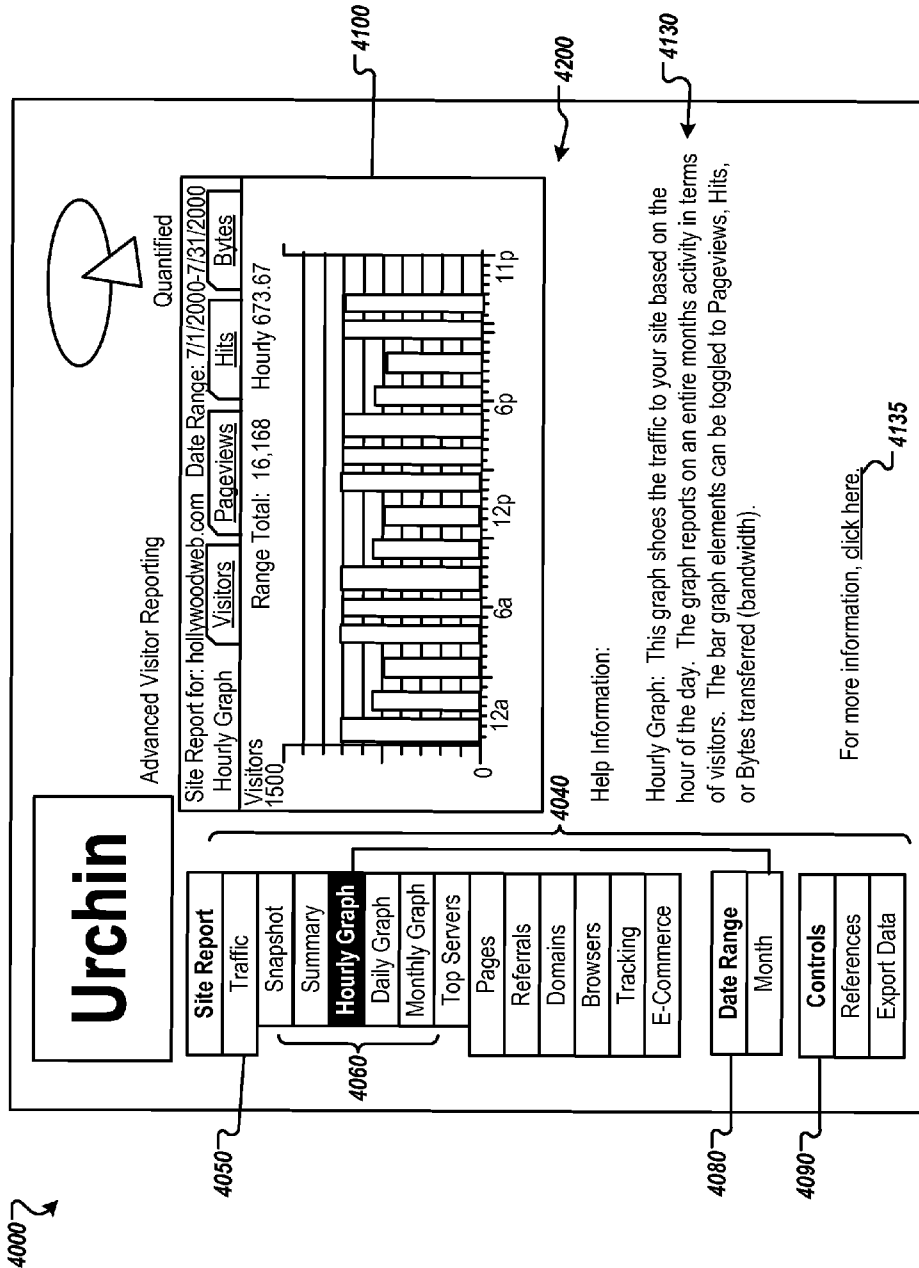 4000
Urchin
Advanced Visitor Reporting
Quantified
Site Report for: hollywoodweb.com Date Range: 7/1/2000-7/31/2000
Hourly Graph Visitors Pageviews Hits Bytes
Visitors Range Total: 16,168 Hourly 673.67
1500
0
12a 6a 12p 6p 11p
4100
4200
Help Information:
Hourly Graph: This graph shoes the traffic to your site based on the
hour of the day. The graph reports on an entire months activity in terms
of visitors. The bar graph elements can be toggled to Pageviews, Hits,
or Bytes transferred (bandwidth).
4130
For more information, click here.
4135
4040
4050
Site Report
Traffic
Snapshot
Summary
Hourly Graph
Daily Graph
Monthly Graph
Top Servers
4060
Pages
Referrals
Domains
Browsers
Tracking
E-Commerce
4080
Date Range
Month
4090
Controls
References
Export Data